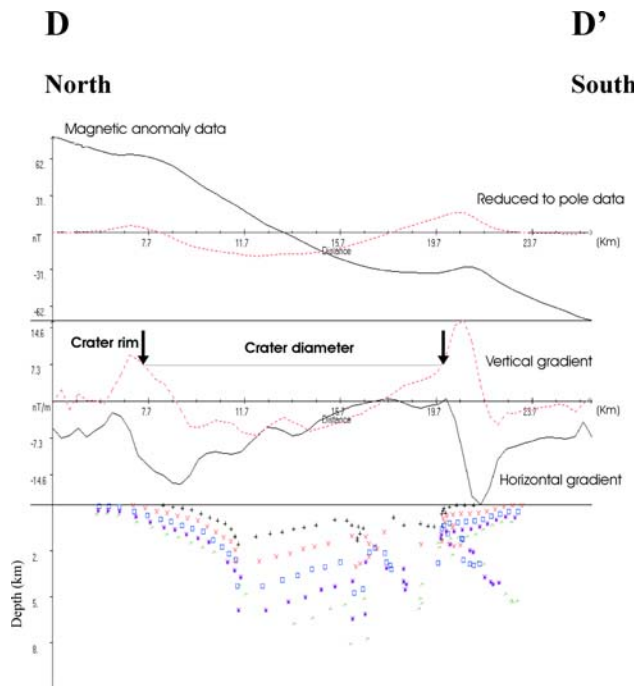 D D’
North South
Magnetic anomaly data
62.
31.
Reduced to pole data
nT 7.7 11.7 15.7 19.7 23.7 (Km)
Distance
-31.
-62.
14.6
Crater rim Crater diameter
7.3 Vertical gradient
nT/m 7.7 11.7 15.7 19.7 23.7 (Km)
Distance
-7.3
-14.6 Horizontal gradient
Depth (km)
2.
5.
8.